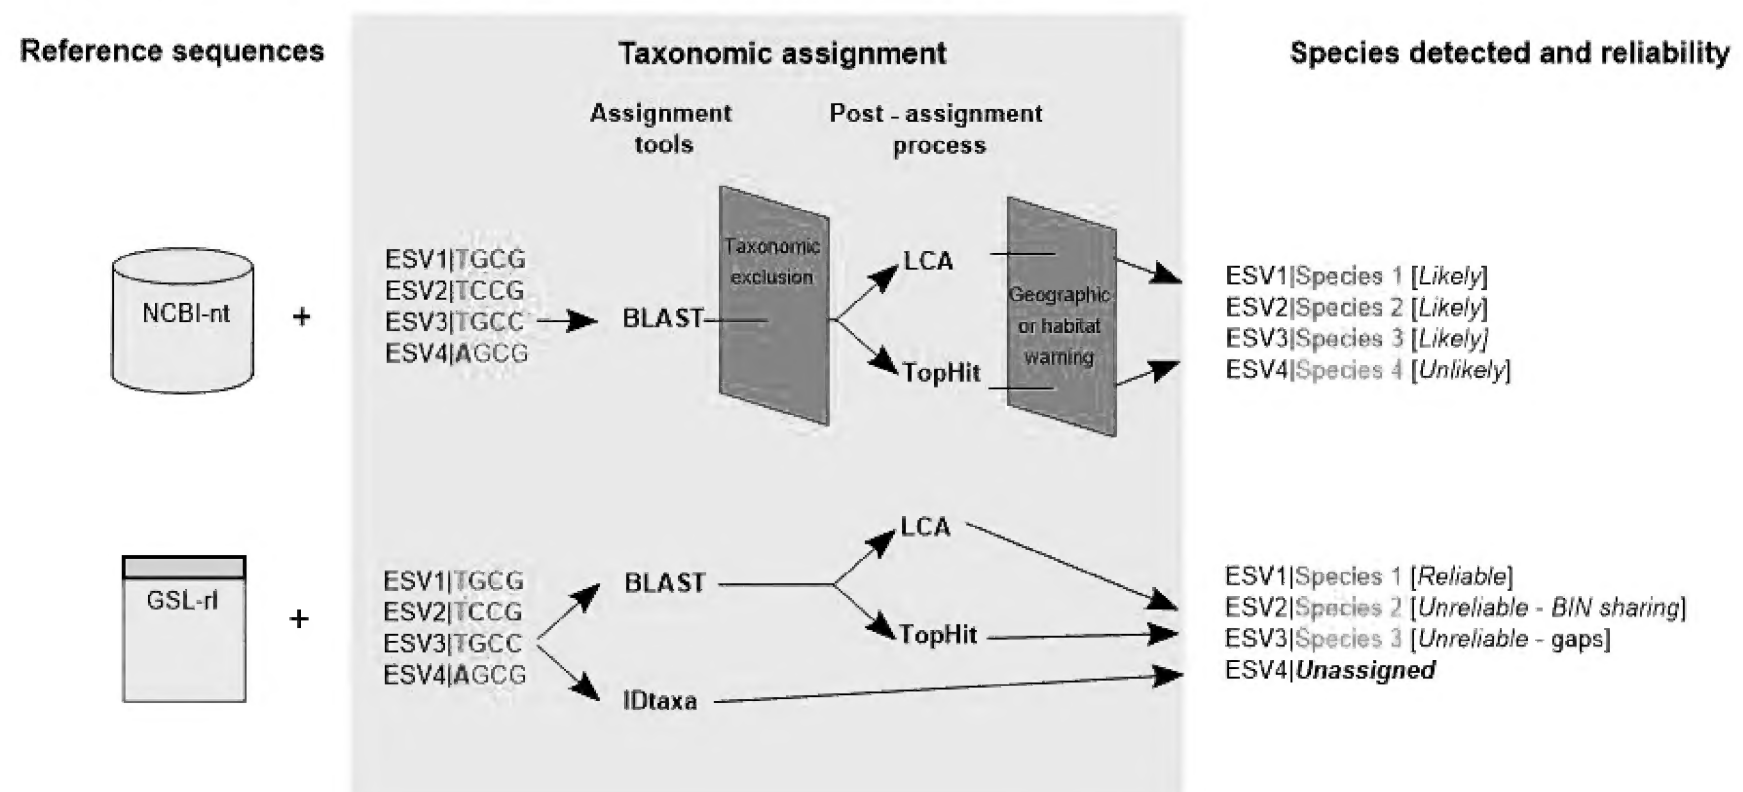 Reference sequences
Taxonomic assignment
Species detected and reliability
Assignment
tools
Post - assignment
process
NCBI-nt
+
ESV1|TGCG
ESV2|TCCG
ESV3|TGCC
ESV4|AGCG
BLAST
Taxonomic
exclusion
LCA
TopHit
Geographic
or habitat
warning
ESV1|Species 1 [Likely]
ESV2|Species 2 [Likely]
ESV3|Species 3 [Likely]
ESV4|Species 4 [Unlikely]
GSL-rl
+
ESV1|TGCG
ESV2|TCCG
ESV3|TGCC
ESV4|AGCG
BLAST
IDtaxa
LCA
TopHit
ESV1|Species 1 [Reliable]
ESV2|Species 2 [Unreliable - BIN sharing]
ESV3|Species 3 [Unreliable - gaps]
ESV4|Unassigned